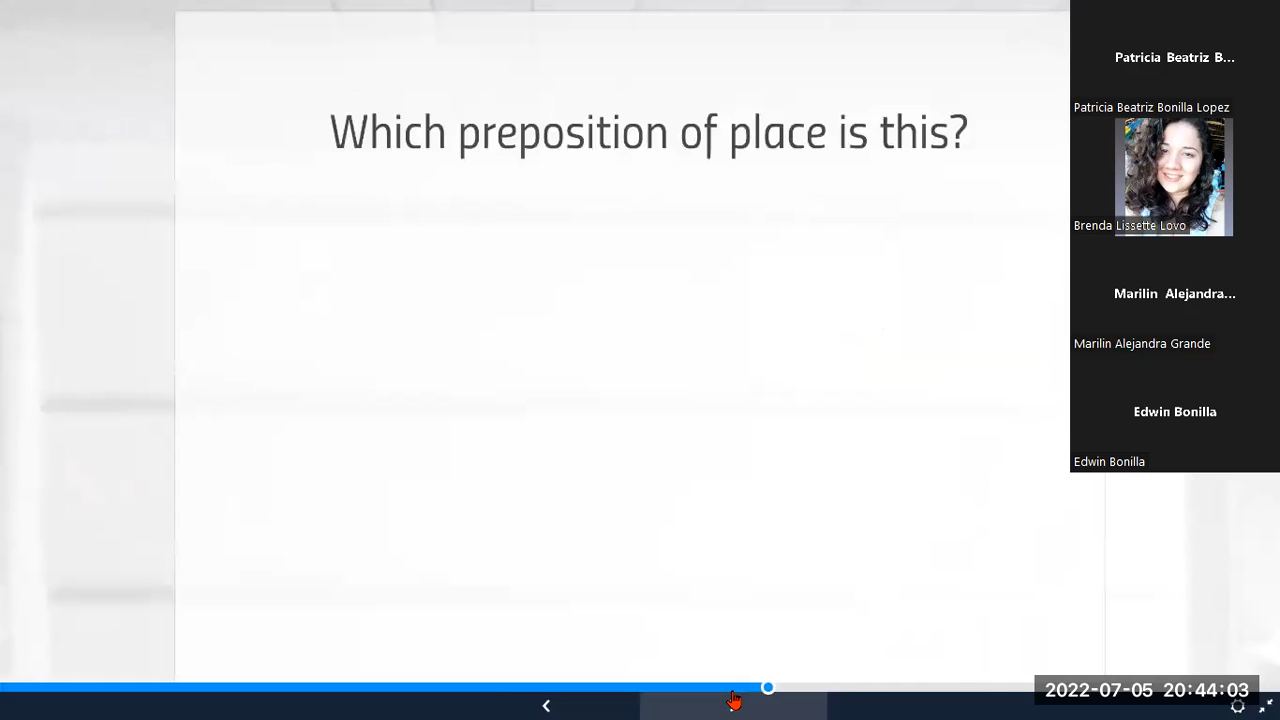 Which preposition of place is this?
Patricia Beatriz B...
Patricia Beatriz Bonilla Lopez
Brenda Lissette Lovo
Marilin Alejandra...
Marilin Alejandra Grande
Edwin Bonilla
Edwin Bonilla
2022-07-05 20:44:03